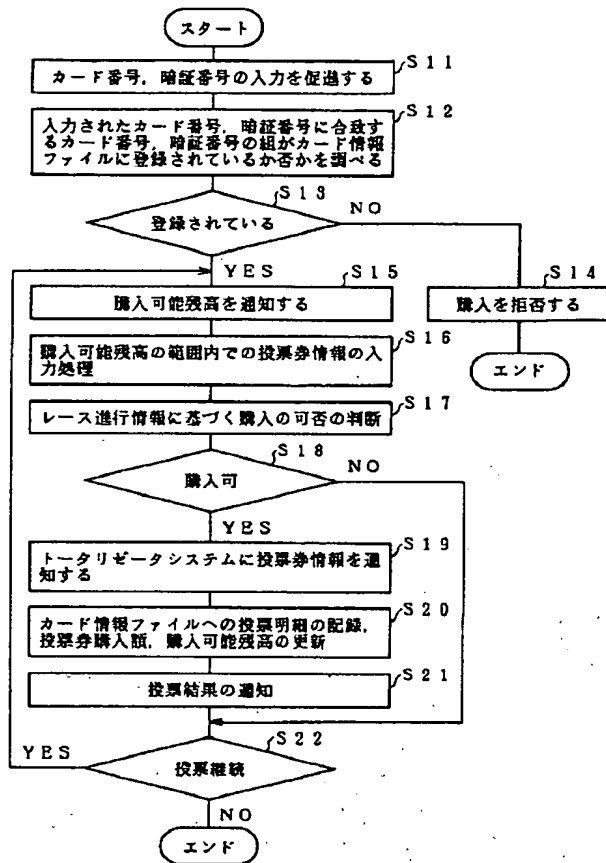 スタート
S11
カード番号,暗証番号の入力を促進する
S12
入力されたカード番号,暗証番号に合致す
るカード番号,暗証番号の組がカード情報
ファイルに登録されているか否かを調べる
S13
登録されている
NO
YES
S14
購入を拒否する
エンド
S15
購入可能残高を通知する
S16
購入可能残高の範囲内での投票券情報の入
力処理
S17
レース進行情報に基づく購入の可否の判断
S18
購入可
NO
YES
S19
トータリゼータシステムに投票券情報を通
知する
S20
カード情報ファイルへの投票明細の記録,
投票券購入額,購入可能残高の更新
S21
投票結果の通知
S22
YES
投票継続
NO
エンド